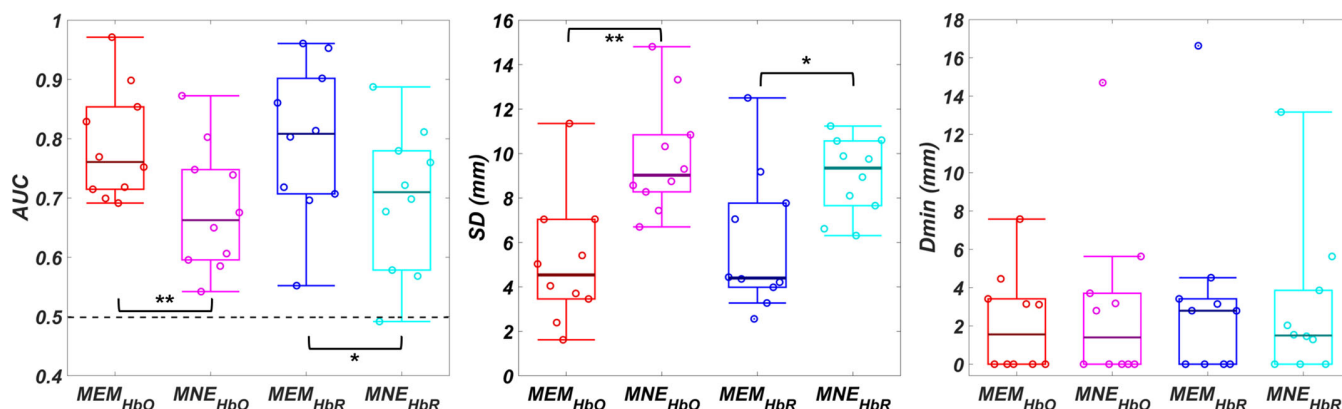 AUC
1
0.9
0.8
0.7
0.6
0.5
0.4
**
*
MEM HbO
MNE HbO
MEM HbR
MNE HbR
SD (mm)
16
14
12
10
8
6
4
2
0
**
*
MEM HbO
MNE HbO
MEM HbR
MNE HbR
Dmin (mm)
18
16
14
12
10
8
6
4
2
0
MEM HbO
MNE HbO
MEM HbR
MNE HbR